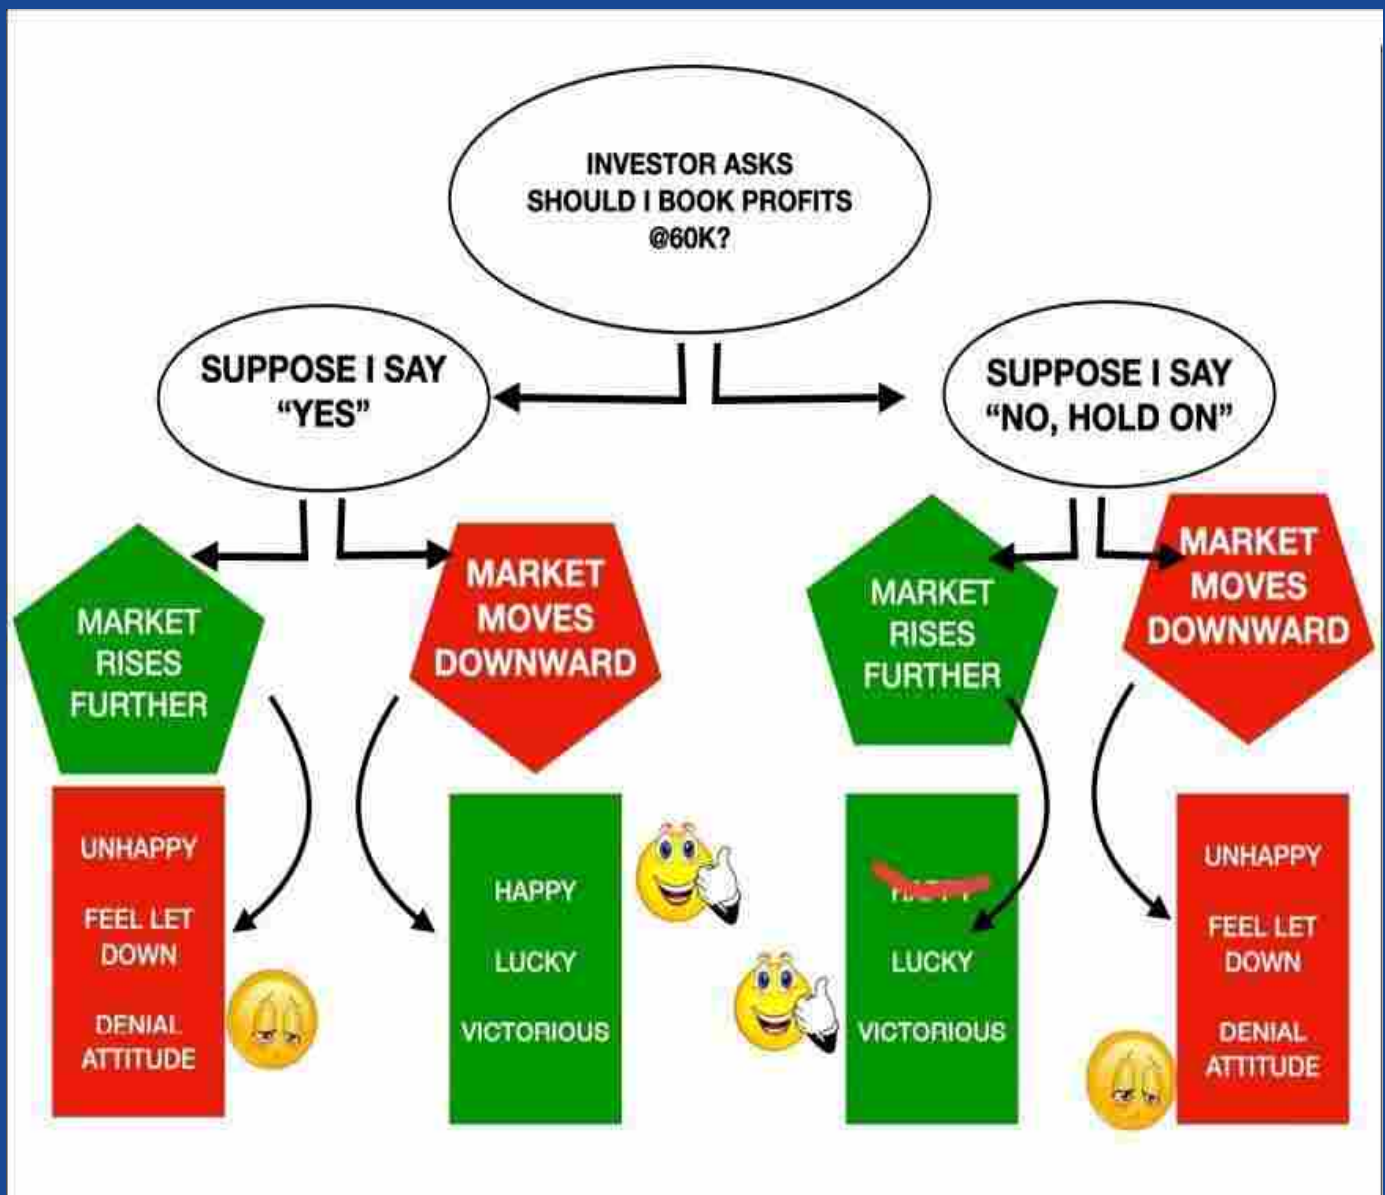 INVESTOR ASKS
SHOULD I BOOK PROFITS
@60K?
SUPPOSE I SAY
“YES”
SUPPOSE I SAY
“NO, HOLD ON”
MARKET
RISES
FURTHER
MARKET
MOVES
DOWNWARD
MARKET
RISES
FURTHER
MARKET
MOVES
DOWNWARD
UNHAPPY
FEEL LET
DOWN
DENIAL
ATTITUDE
HAPPY
LUCKY
VICTORIOUS
LUCKY
VICTORIOUS
UNHAPPY
FEEL LET
DOWN
DENIAL
ATTITUDE